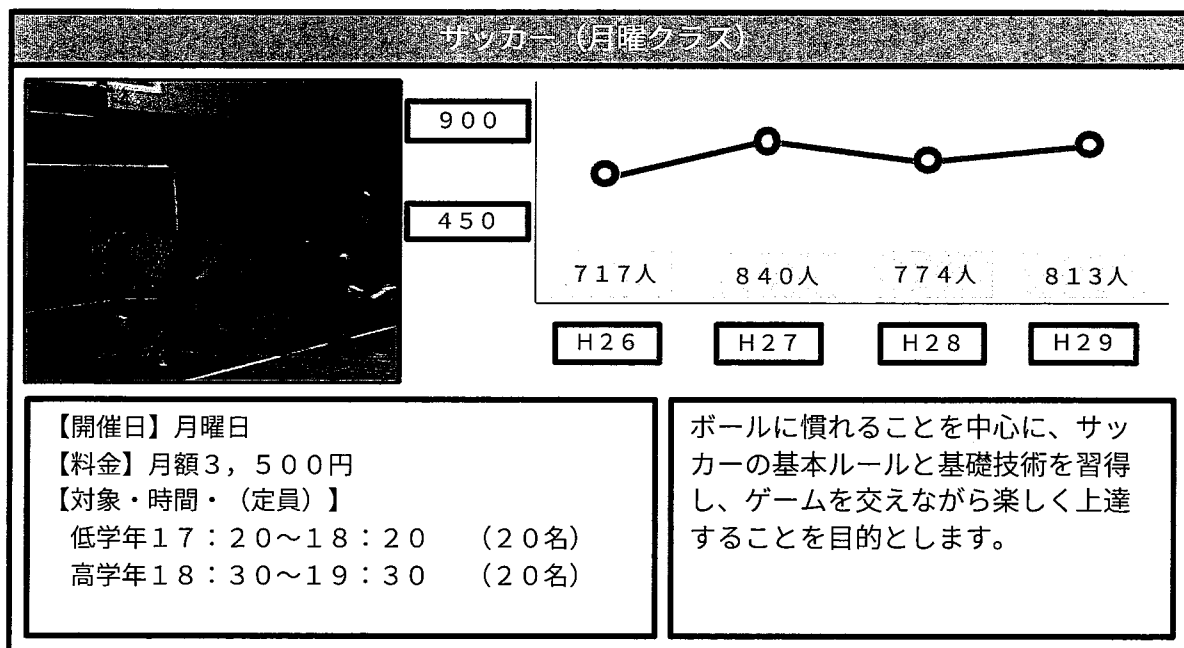 サッカー（月曜クラス）
９００
４５０
７１７人 ８４０人 ７７４人 ８１３人
Ｈ２６ Ｈ２７ Ｈ２８ Ｈ２９
【開催日】月曜日
【料金】月額３，５００円
【対象・時間・（定員）】
低学年１７：２０～１８：２０　（２０名）
高学年１８：３０～１９：３０　（２０名）
ボールに慣れることを中心に、サッ
カーの基本ルールと基礎技術を習得
し、ゲームを交えながら楽しく上達
することを目的とします。